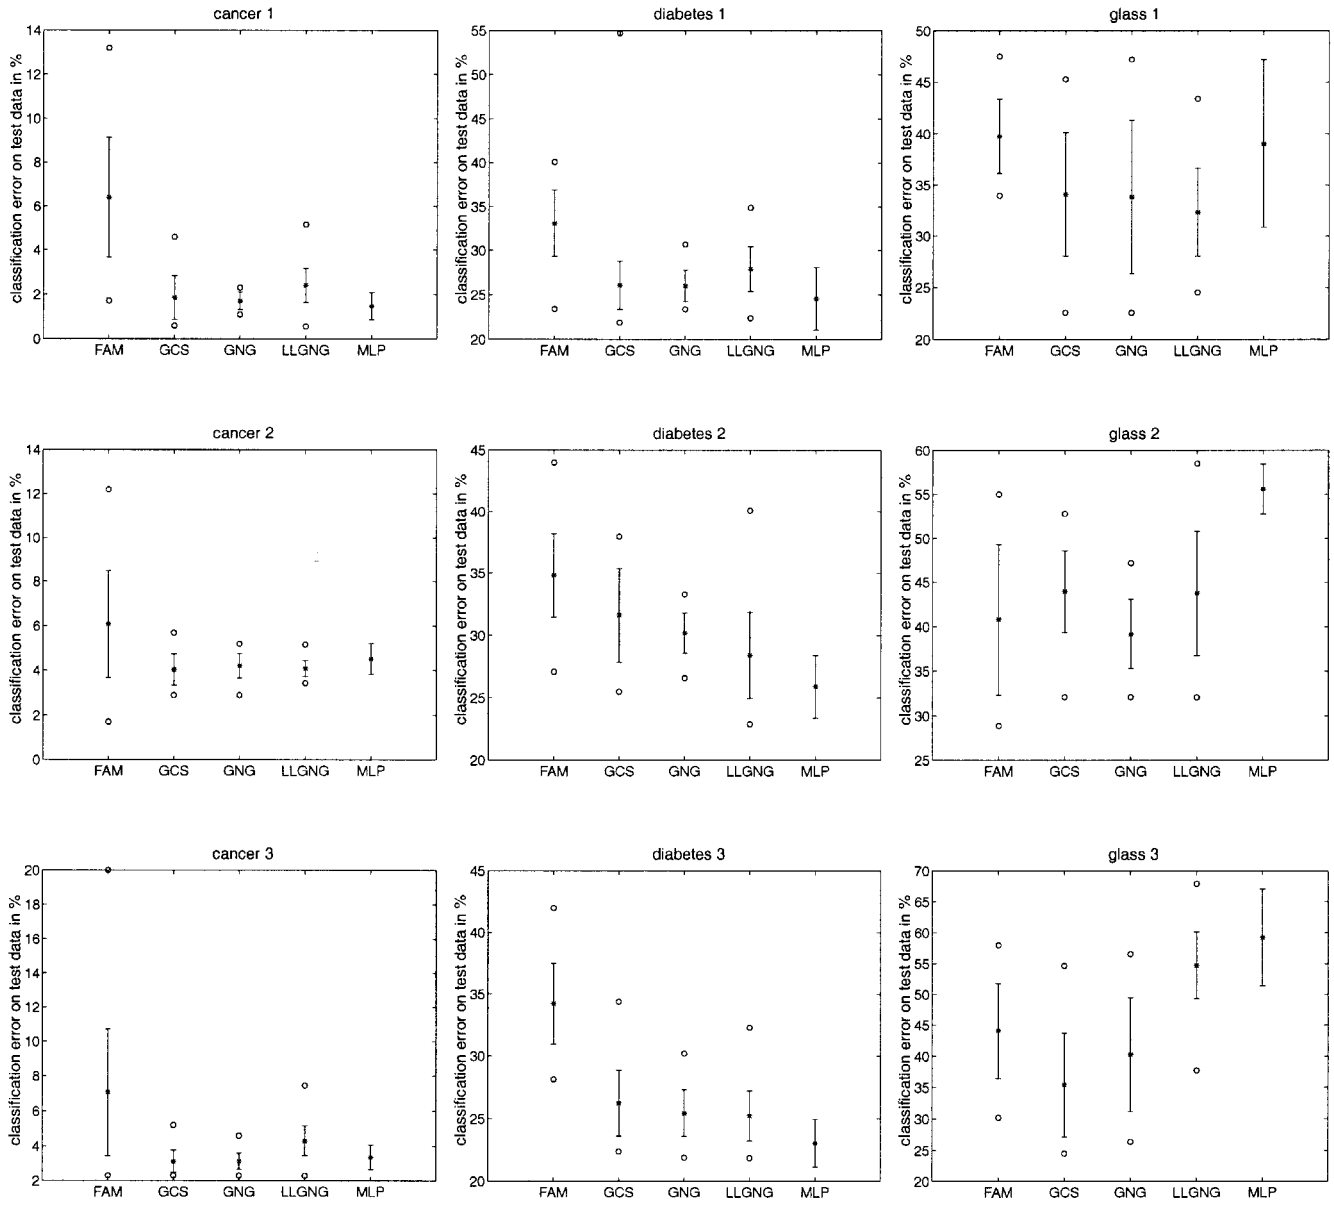 cancer 1
classification error on test data in %
14
12
10
8
6
4
2
0
FAM GCS GNG LLGNG MLP
diabetes 1
classification error on test data in %
55
50
45
40
35
30
25
20
FAM GCS GNG LLGNG MLP
glass 1
classification error on test data in %
50
45
40
35
30
25
20
FAM GCS GNG LLGNG MLP
cancer 2
classification error on test data in %
14
12
10
8
6
4
2
0
FAM GCS GNG LLGNG MLP
diabetes 2
classification error on test data in %
45
40
35
30
25
20
FAM GCS GNG LLGNG MLP
glass 2
classification error on test data in %
60
55
50
45
40
35
30
25
FAM GCS GNG LLGNG MLP
cancer 3
classification error on test data in %
20
18
16
14
12
10
8
6
4
2
FAM GCS GNG LLGNG MLP
diabetes 3
classification error on test data in %
45
40
35
30
25
20
FAM GCS GNG LLGNG MLP
glass 3
classification error on test data in %
70
65
60
55
50
45
40
35
30
25
20
FAM GCS GNG LLGNG MLP